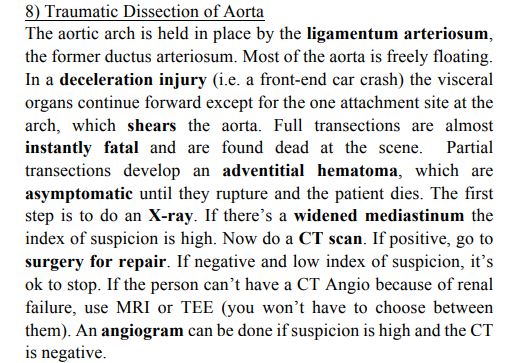 8) Traumatic Dissection of Aorta
The aortic arch is held in place by the ligamentum arteriosum,
the former ductus arteriosum. Most of the aorta is freely floating.
In a deceleration injury (i.e. a front-end car crash) the visceral
organs continue forward except for the one attachment site at the
arch, which shears the aorta. Full transections are almost
instantly fatal and are found dead at the scene. Partial
transections develop an adventitial hematoma, which are
asymptomatic until they rupture and the patient dies. The first
step is to do an X-ray. If there's a widened mediastinum the
index of suspicion is high. Now do a CT scan. If positive, go to
surgery for repair. If negative and low index of suspicion, it's
ok to stop. If the person can't have a CT Angio because of renal
failure, use MRI or TEE (you won't have to choose between
them). An angiogram can be done if suspicion is high and the CT
is negative.